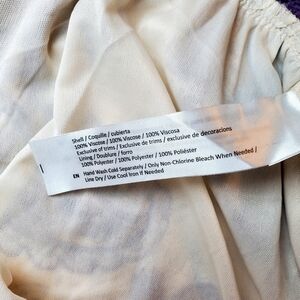 Shell / Coquille / cubierta
100% Viscose / 100% Viscose / 100% Viscosa
Exclusive of trims / Exclusive de trims / exclusive de decoracions
Lining / Doublure / forro
100% Polyester / 100% Polyester / 100% Poliéster
EN Hand Wash Cold Separately / Only Non-Chlorine Bleach When Needed /
Line Dry / Use Cool Iron If Needed